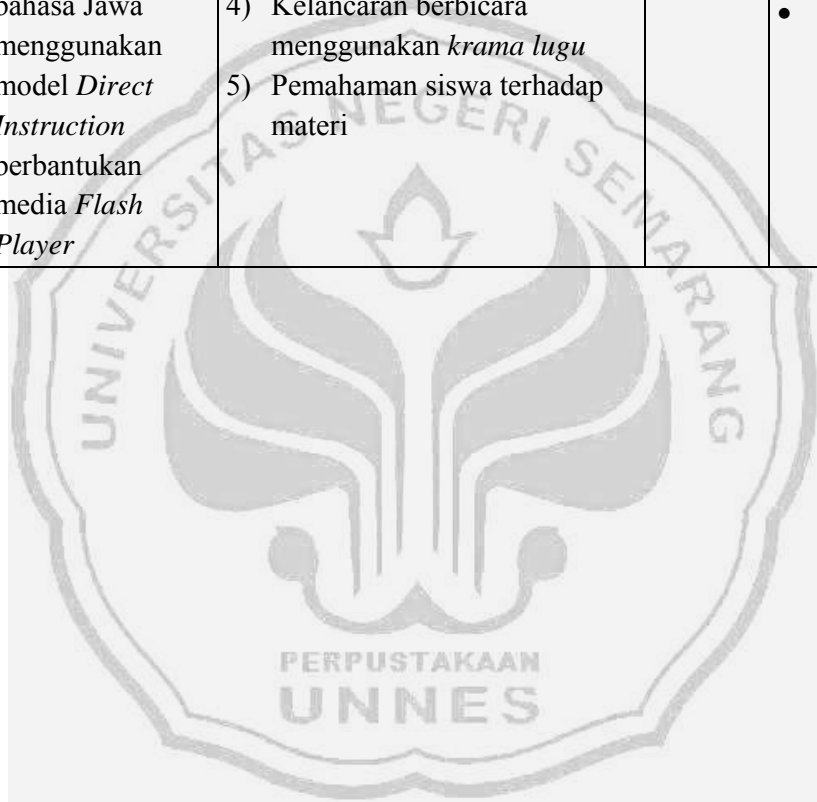 bahasa Jawa
menggunakan
model Direct
Instruction
berbantukan
media Flash
Player
4) Kelancaran berbicara
menggunakan krama lugu
5) Pemahaman siswa terhadap
materi
•
UNIVERSITAS NEGERI SEMARANG
PERPUSTAKAAN
UNNES